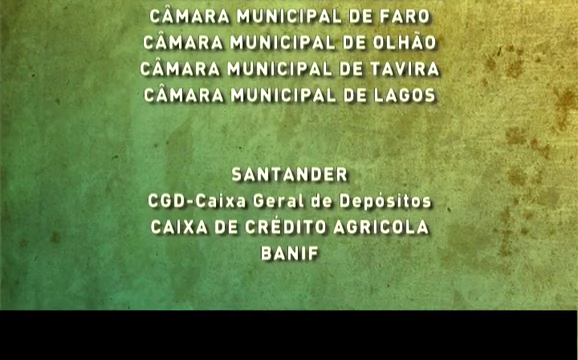 CÂMARA MUNICIPAL DE FARO
CÂMARA MUNICIPAL DE OLHÃO
CÂMARA MUNICIPAL DE TAVIRA
CÂMARA MUNICIPAL DE LAGOS
SANTANDER
CGD-Caixa Geral de Depósitos
CAIXA DE CRÉDITO AGRICOLA
BANIF